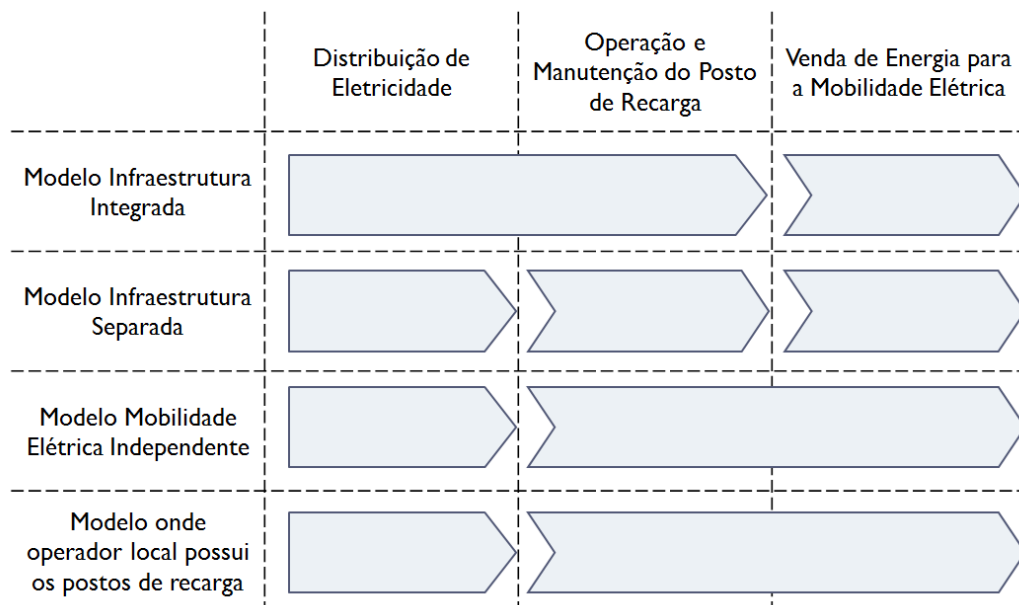 Distribuição de
Eletricidade
Operação e
Manutenção do Posto
de Recarga
Venda de Energia para
a Mobilidade Elétrica
Modelo Infraestrutura
Integrada
Modelo Infraestrutura
Separada
Modelo Mobilidade
Elétrica Independente
Modelo onde
operador local possui
os postos de recarga